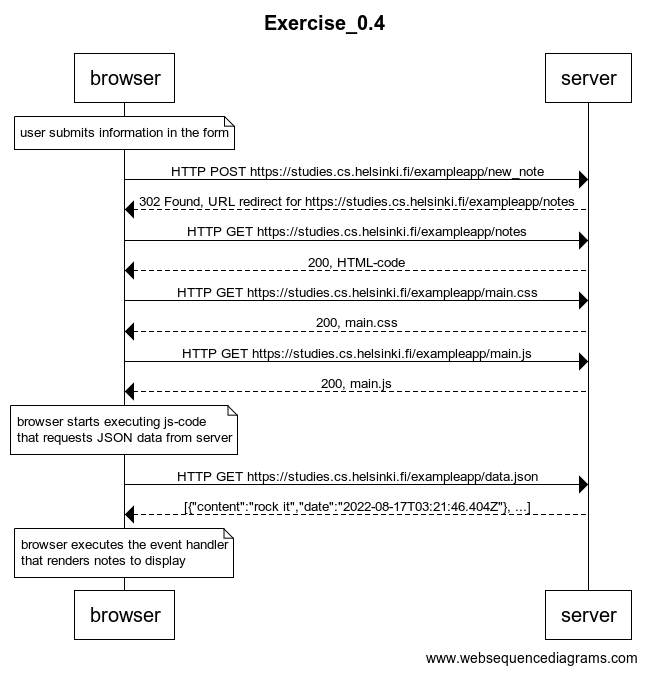 Exercise_0.4
browser
server
user submits information in the form
HTTP POST https://studies.cs.helsinki.fi/exampleapp/new_note
302 Found, URL redirect for https://studies.cs.helsinki.fi/exampleapp/notes
HTTP GET https://studies.cs.helsinki.fi/exampleapp/notes
200, HTML-code
HTTP GET https://studies.cs.helsinki.fi/exampleapp/main.css
200, main.css
HTTP GET https://studies.cs.helsinki.fi/exampleapp/main.js
200, main.js
browser starts executing js-code
that requests JSON data from server
HTTP GET https://studies.cs.helsinki.fi/exampleapp/data.json
[{"content":"rock it","date":"2022-08-17T03:21:46.404Z"}, ...]
browser executes the event handler
that renders notes to display
browser
server
www.websequencediagrams.com